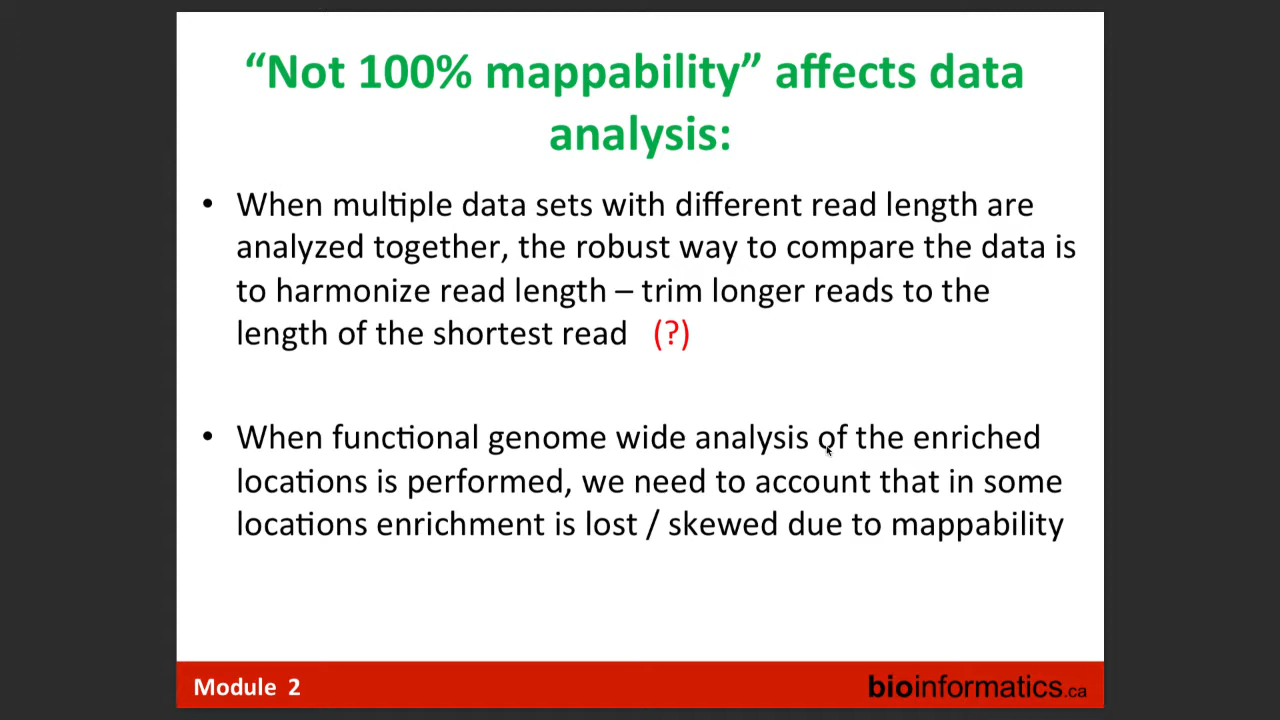 “Not 100% mappability” affects data
analysis:
• When multiple data sets with different read length are
analyzed together, the robust way to compare the data is
to harmonize read length – trim longer reads to the
length of the shortest read (?)
• When functional genome wide analysis of the enriched
locations is performed, we need to account that in some
locations enrichment is lost / skewed due to mappability
Module 2
bioinformatics.ca